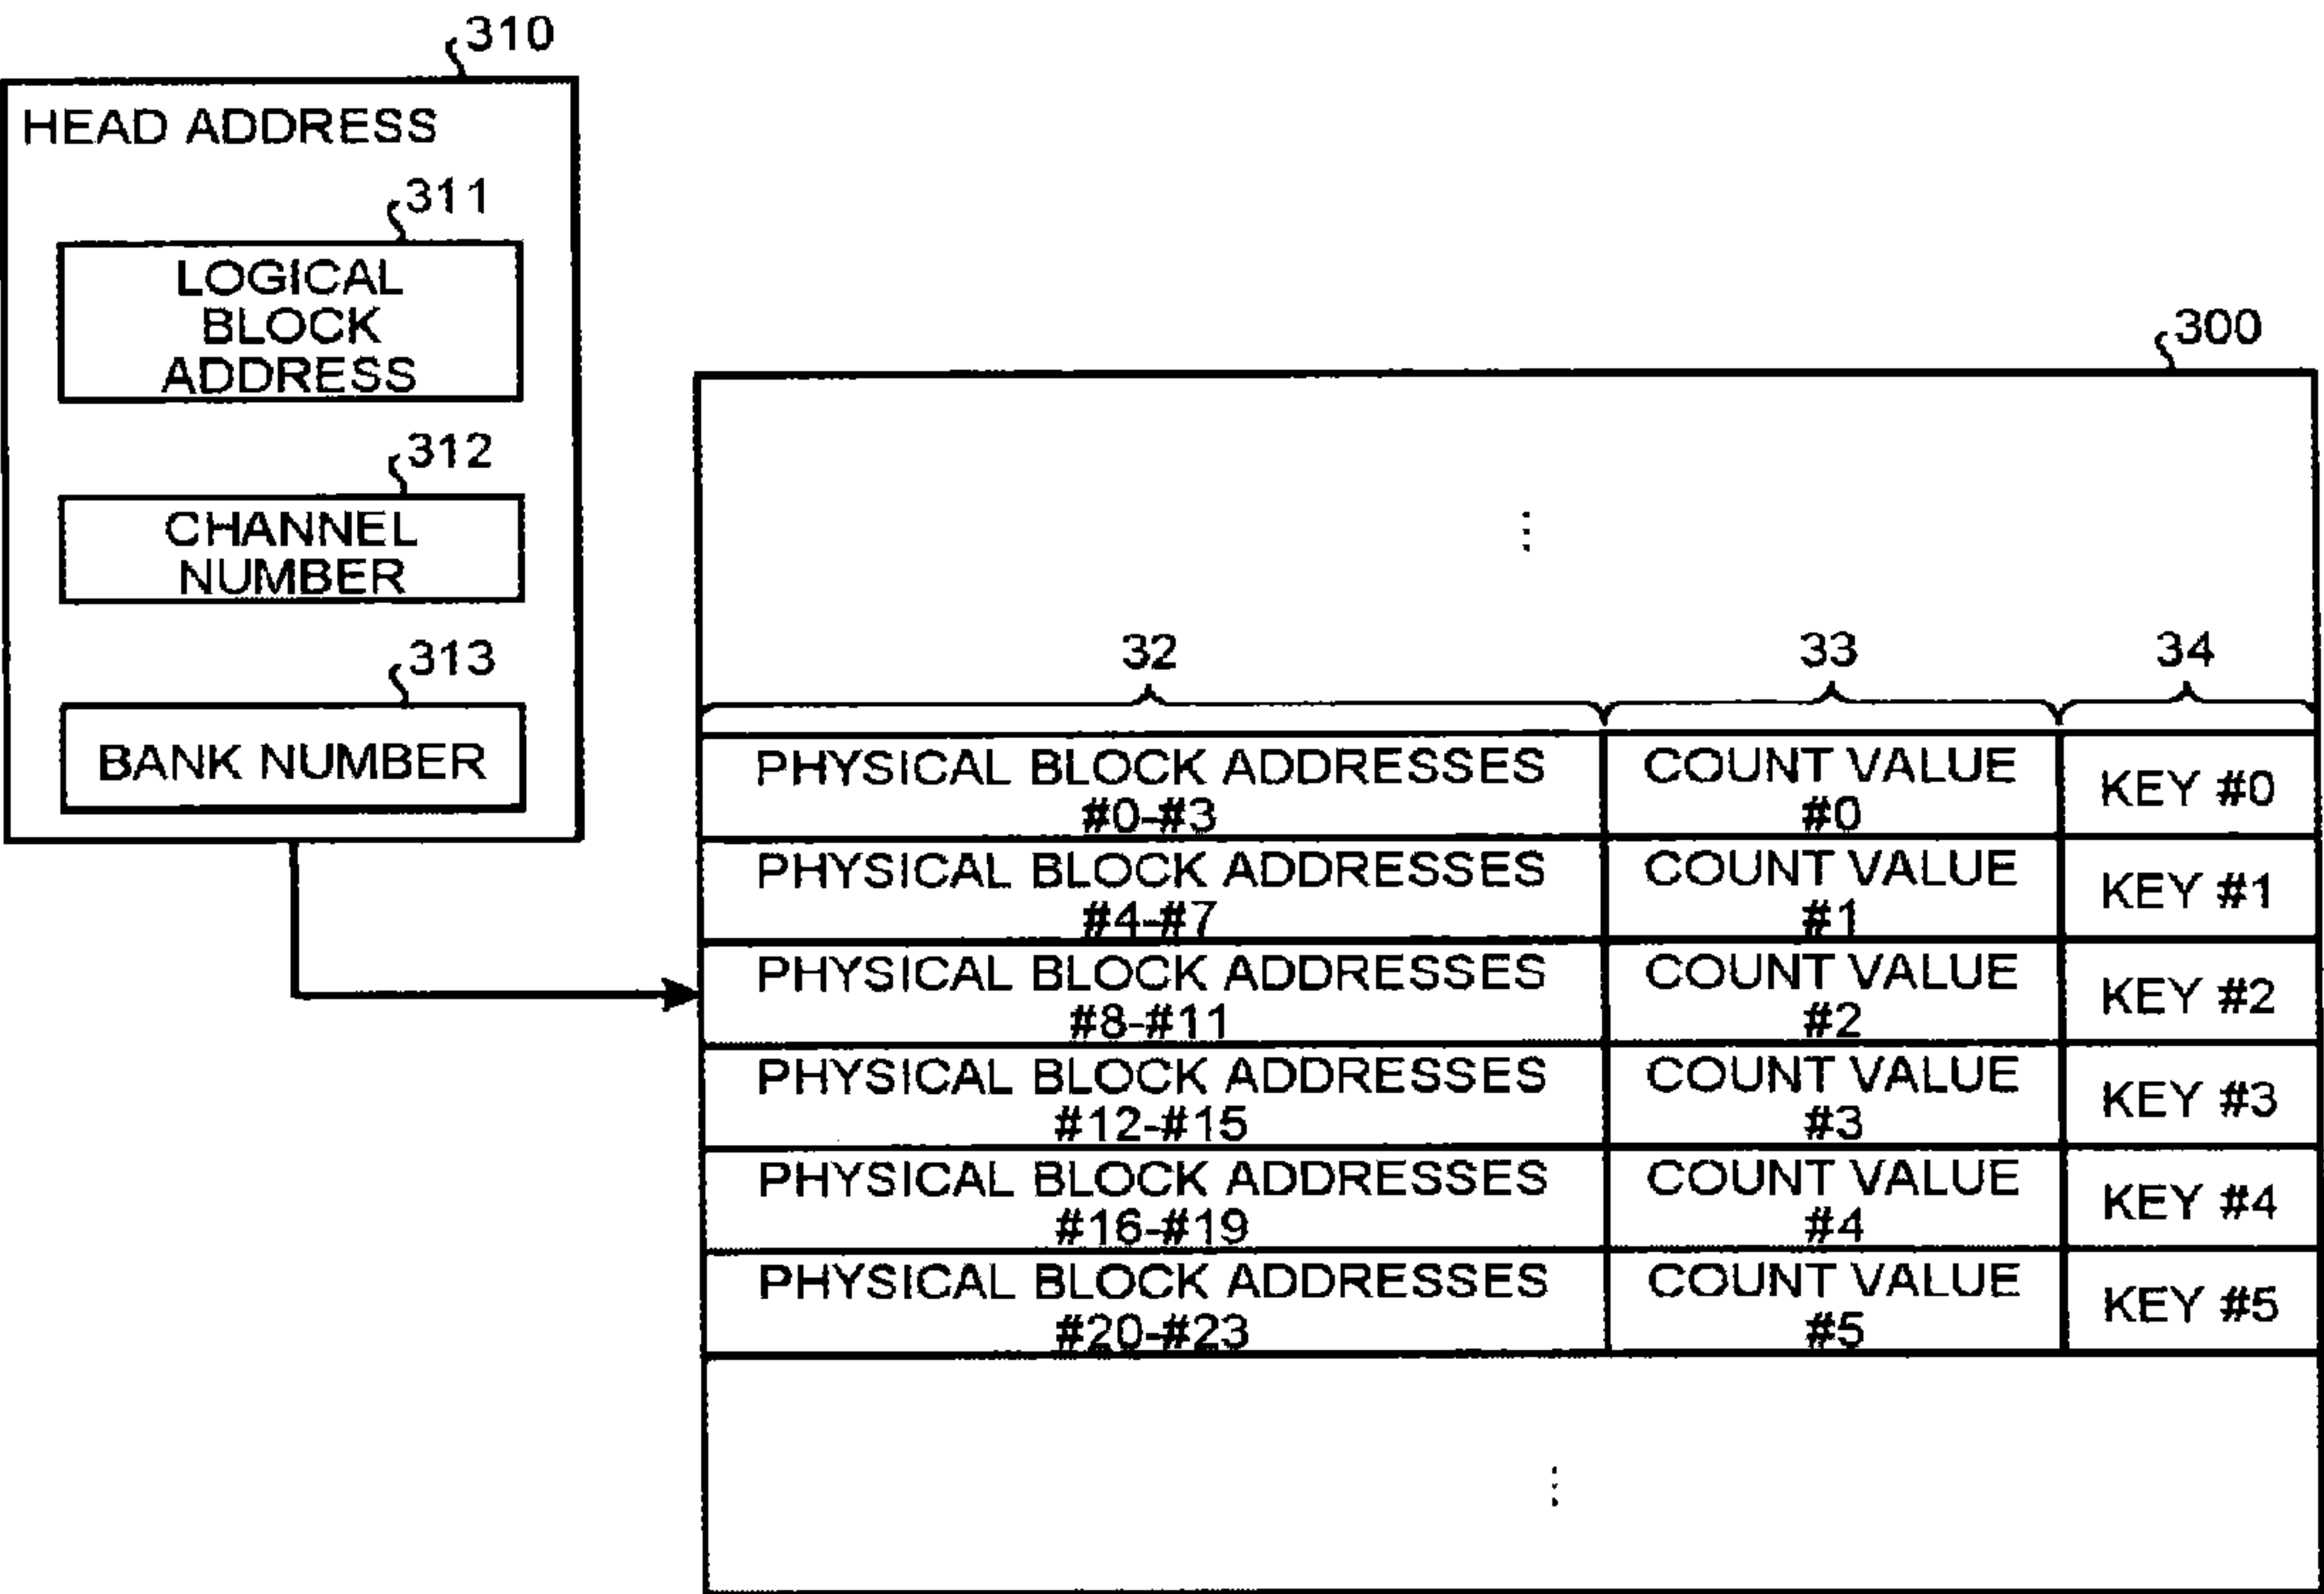 310
HEAD ADDRESS
311
LOGICAL
BLOCK
ADDRESS
312
CHANNEL
NUMBER
313
BANK NUMBER
300
⋮
32
33
34
PHYSICAL BLOCK ADDRESSES
#0-#3
COUNT VALUE
#0
KEY #0
PHYSICAL BLOCK ADDRESSES
#4-#7
COUNT VALUE
#1
KEY #1
PHYSICAL BLOCK ADDRESSES
#8-#11
COUNT VALUE
#2
KEY #2
PHYSICAL BLOCK ADDRESSES
#12-#15
COUNT VALUE
#3
KEY #3
PHYSICAL BLOCK ADDRESSES
#16-#19
COUNT VALUE
#4
KEY #4
PHYSICAL BLOCK ADDRESSES
#20-#23
COUNT VALUE
#5
KEY #5
⋮